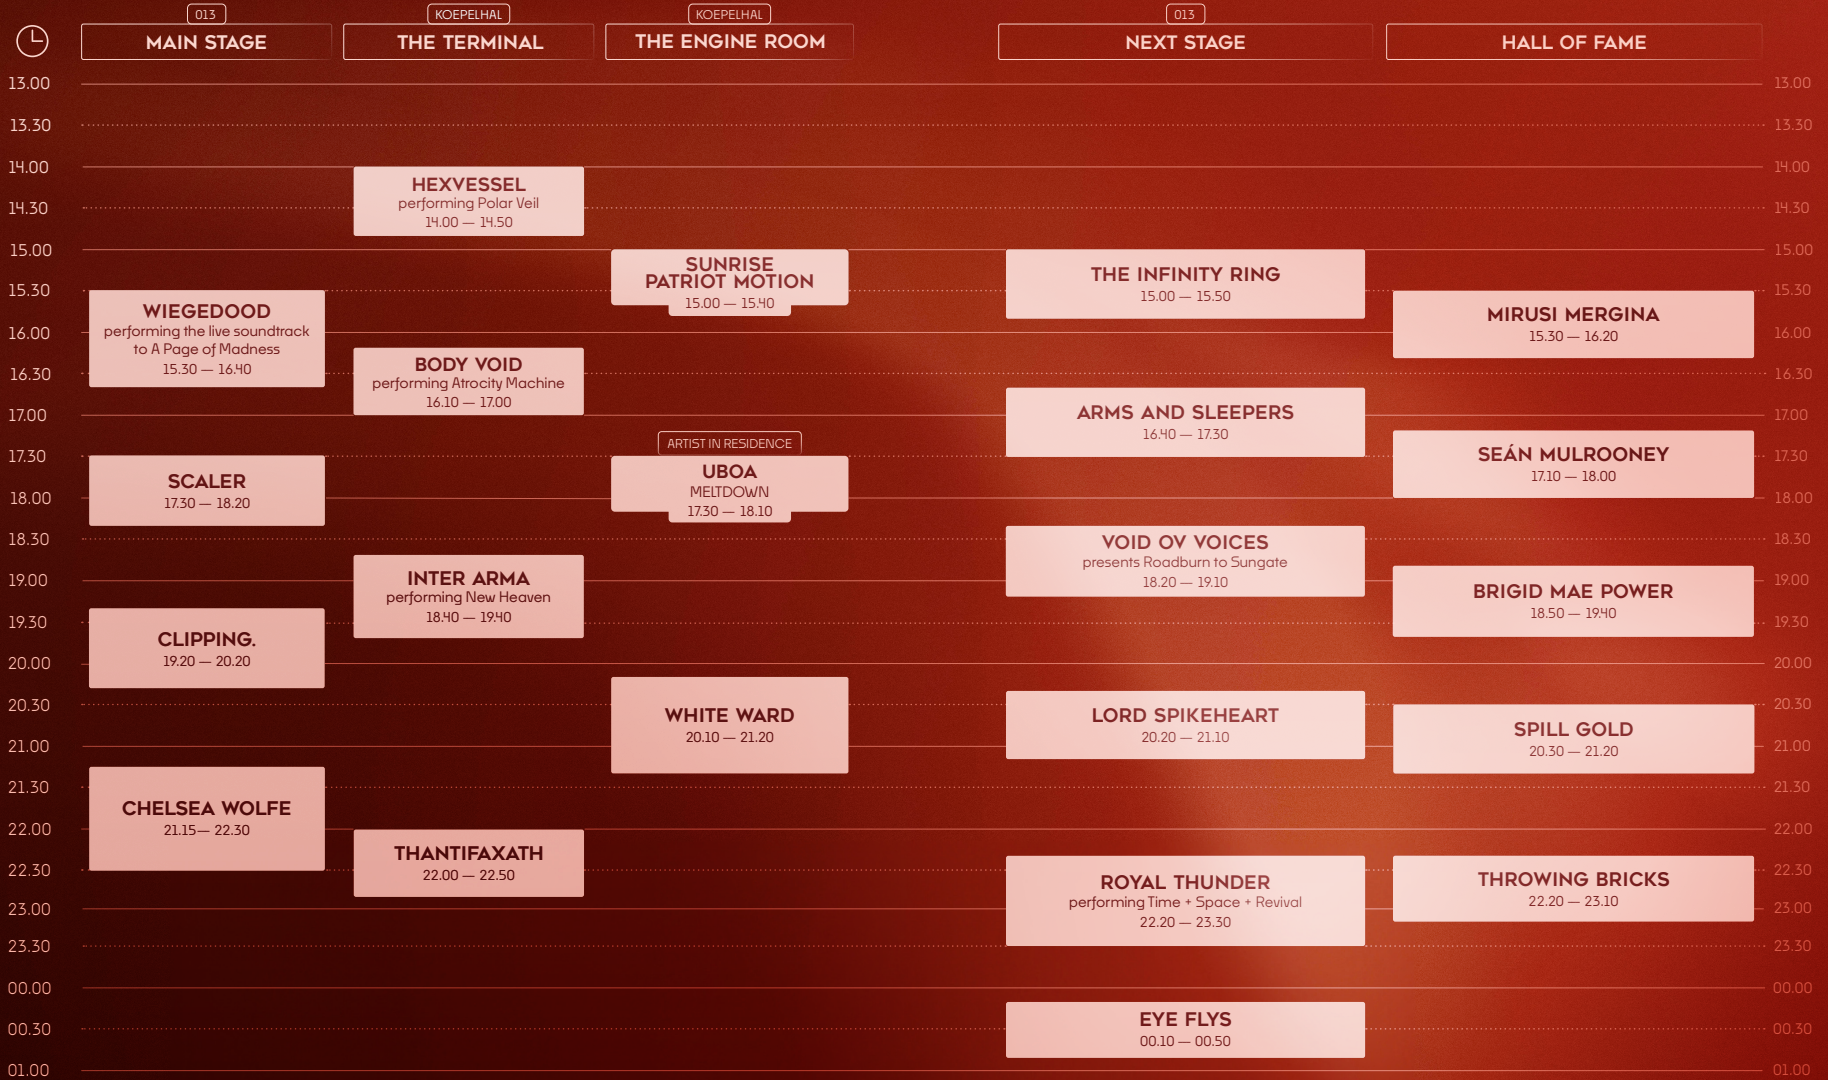 013
KOEPELHAL
KOEPELHAL
013
MAIN STAGE
THE TERMINAL
THE ENGINE ROOM
NEXT STAGE
HALL OF FAME
13.00
13.30
14.00
14.30
15.00
15.30
16.00
16.30
17.00
17.30
18.00
18.30
19.00
19.30
20.00
20.30
21.00
21.30
22.00
22.30
23.00
23.30
00.00
00.30
01.00
WIEGEDOOD
performing the live soundtrack
to A Page of Madness
15.30 — 16.40
SCALER
17.30 — 18.20
CLIPPING.
19.20 — 20.20
CHELSEA WOLFE
21.15— 22.30
HEXVESSEL
performing Polar Veil
14.00 — 14.50
BODY VOID
performing Atrocity Machine
16.10 — 17.00
INTER ARMA
performing New Heaven
18.40 — 19.40
THANTIFAXATH
22.00 — 22.50
SUNRISE
PATRIOT MOTION
15.00 — 15.40
ARTIST IN RESIDENCE
UBOA
MELTDOWN
17.30 — 18.10
WHITE WARD
20.10 — 21.20
THE INFINITY RING
15.00 — 15.50
ARMS AND SLEEPERS
16.40 — 17.30
VOID OV VOICES
presents Roadburn to Sungate
18.20 — 19.10
LORD SPIKEHEART
20.20 — 21.10
ROYAL THUNDER
performing Time + Space + Revival
22.20 — 23.30
EYE FLYS
00.10 — 00.50
MIRUSI MERGINA
15.30 — 16.20
SEÁN MULROONEY
17.10 — 18.00
BRIGID MAE POWER
18.50 — 19.40
SPILL GOLD
20.30 — 21.20
THROWING BRICKS
22.20 — 23.10
13.00
13.30
14.00
14.30
15.00
15.30
16.00
16.30
17.00
17.30
18.00
18.30
19.00
19.30
20.00
20.30
21.00
21.30
22.00
22.30
23.00
23.30
00.00
00.30
01.00